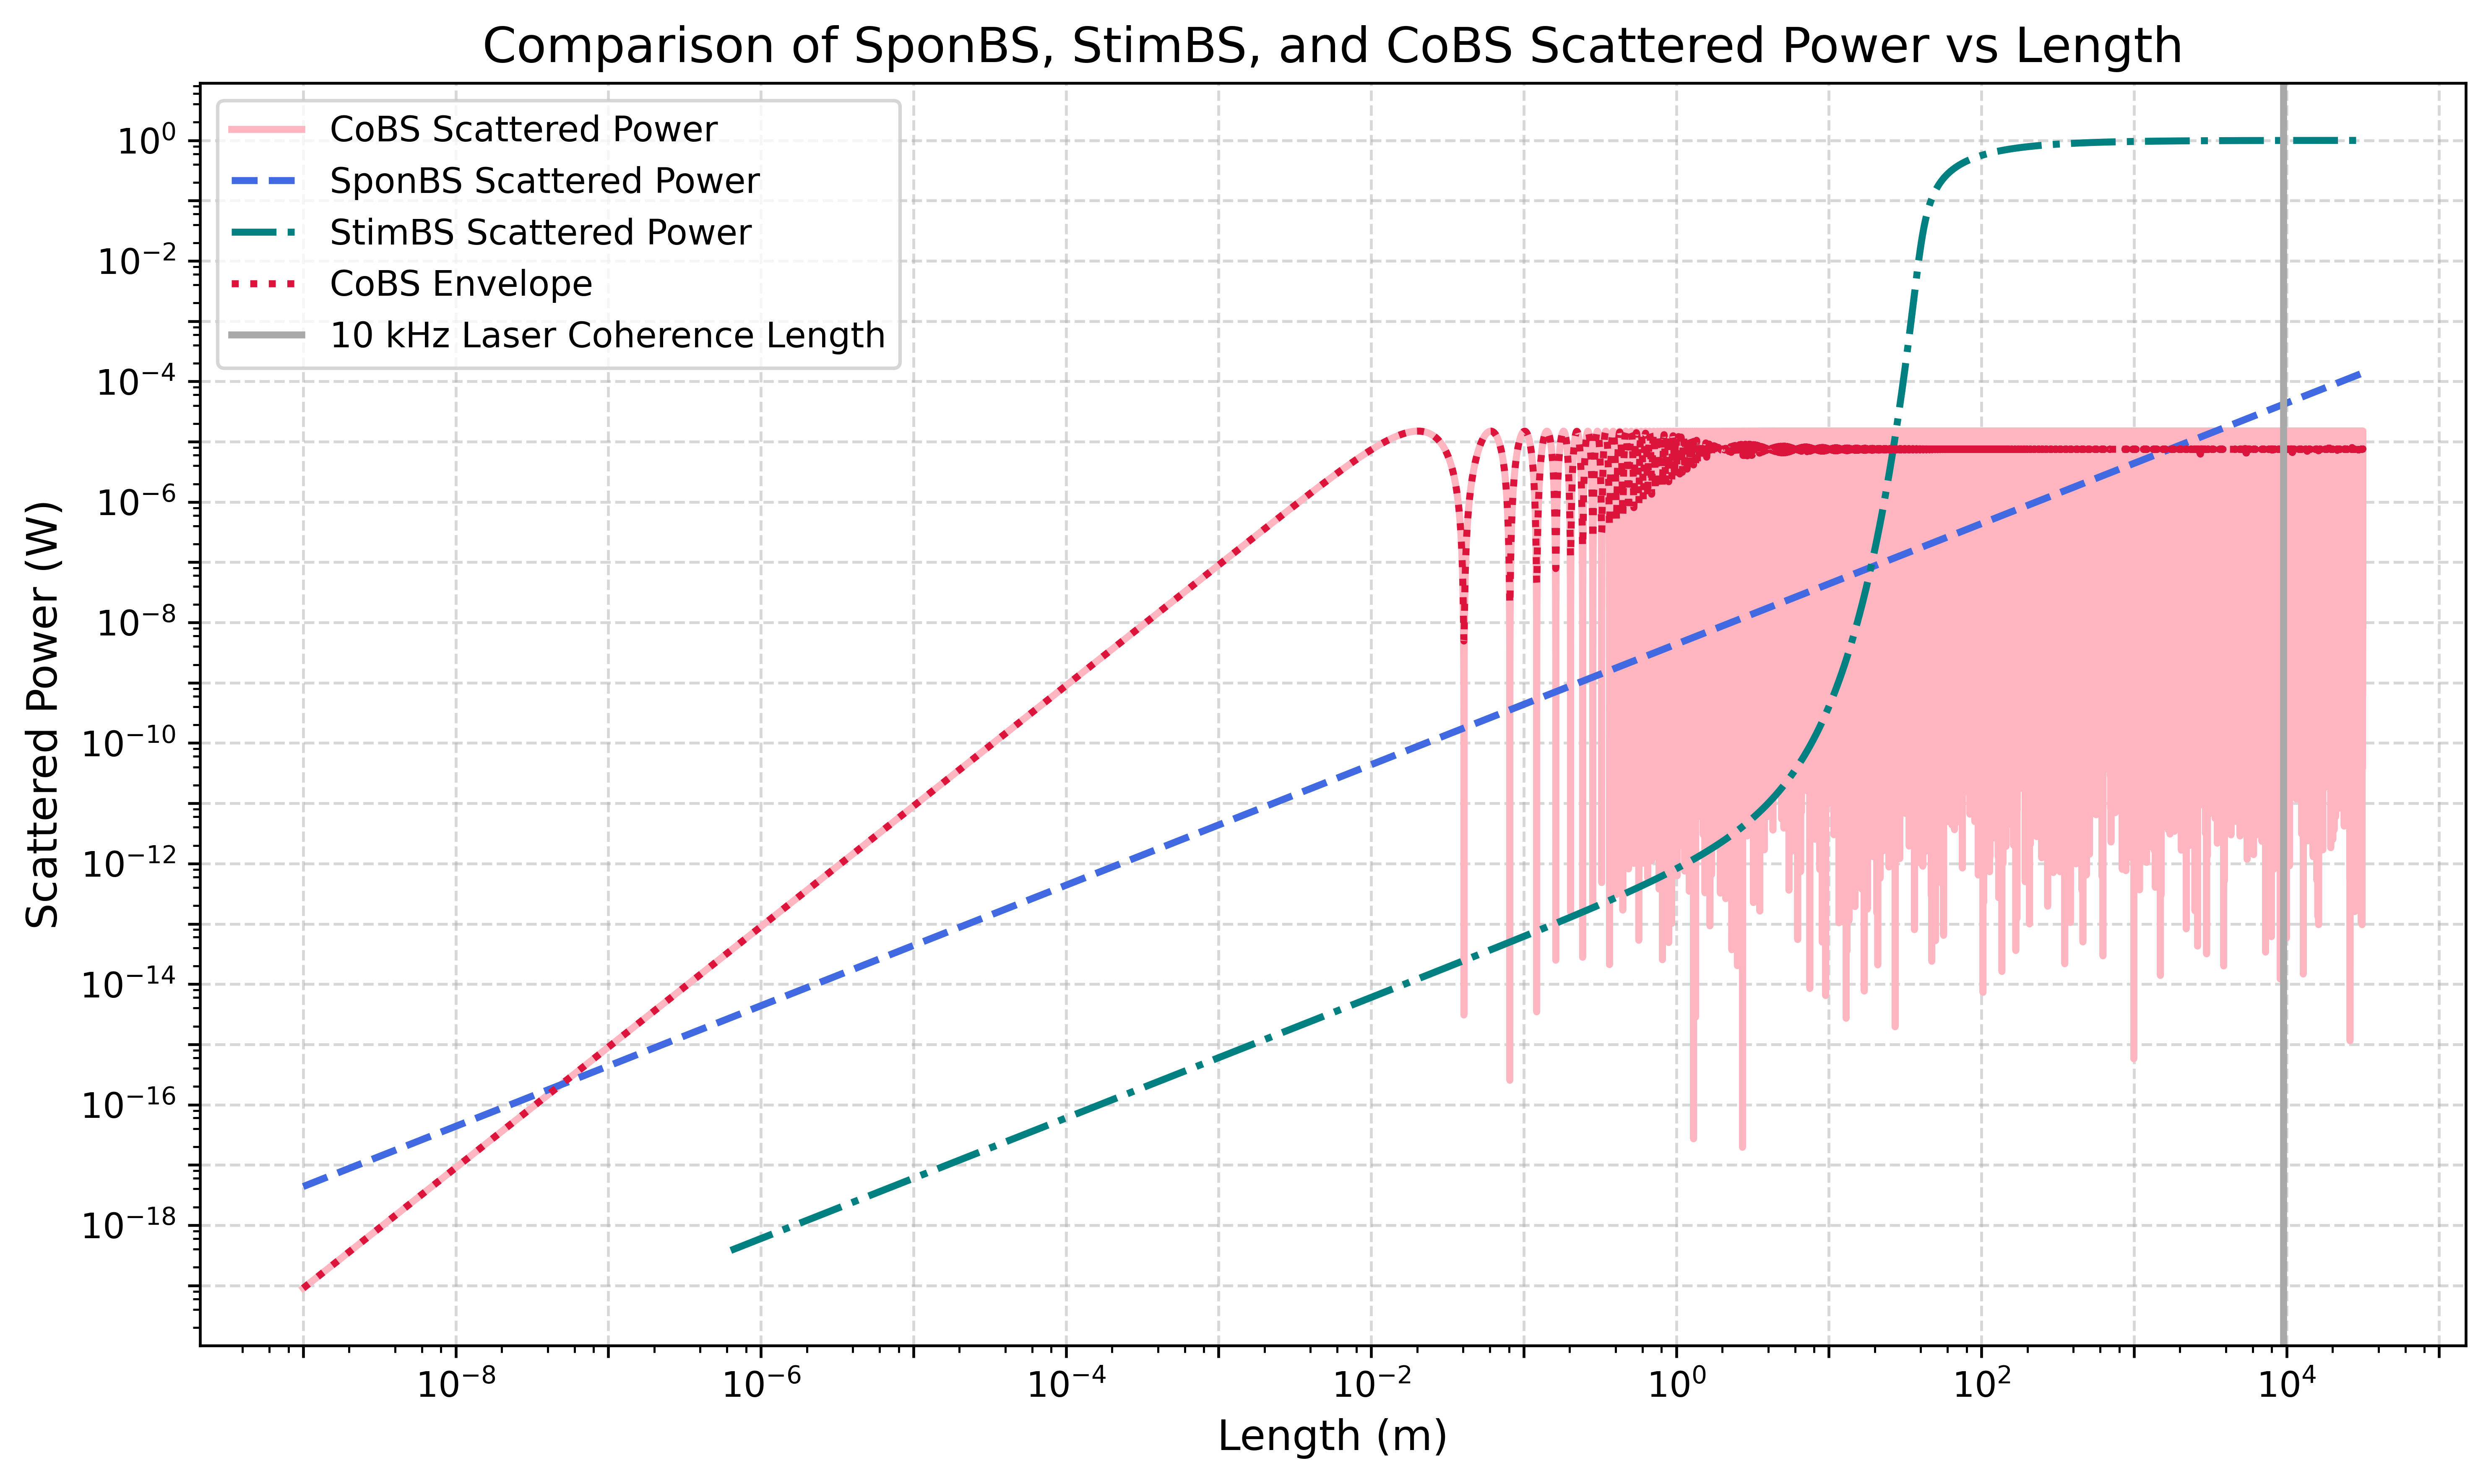 Comparison of SponBS, StimBS, and CoBS Scattered Power vs Length
CoBS Scattered Power
SponBS Scattered Power
StimBS Scattered Power
CoBS Envelope
10 kHz Laser Coherence Length
Scattered Power (W)
10⁰
10⁻²
10⁻⁴
10⁻⁶
10⁻⁸
10⁻¹⁰
10⁻¹²
10⁻¹⁴
10⁻¹⁶
10⁻¹⁸
10⁻⁸ 10⁻⁶ 10⁻⁴ 10⁻² 10⁰ 10² 10⁴
Length (m)